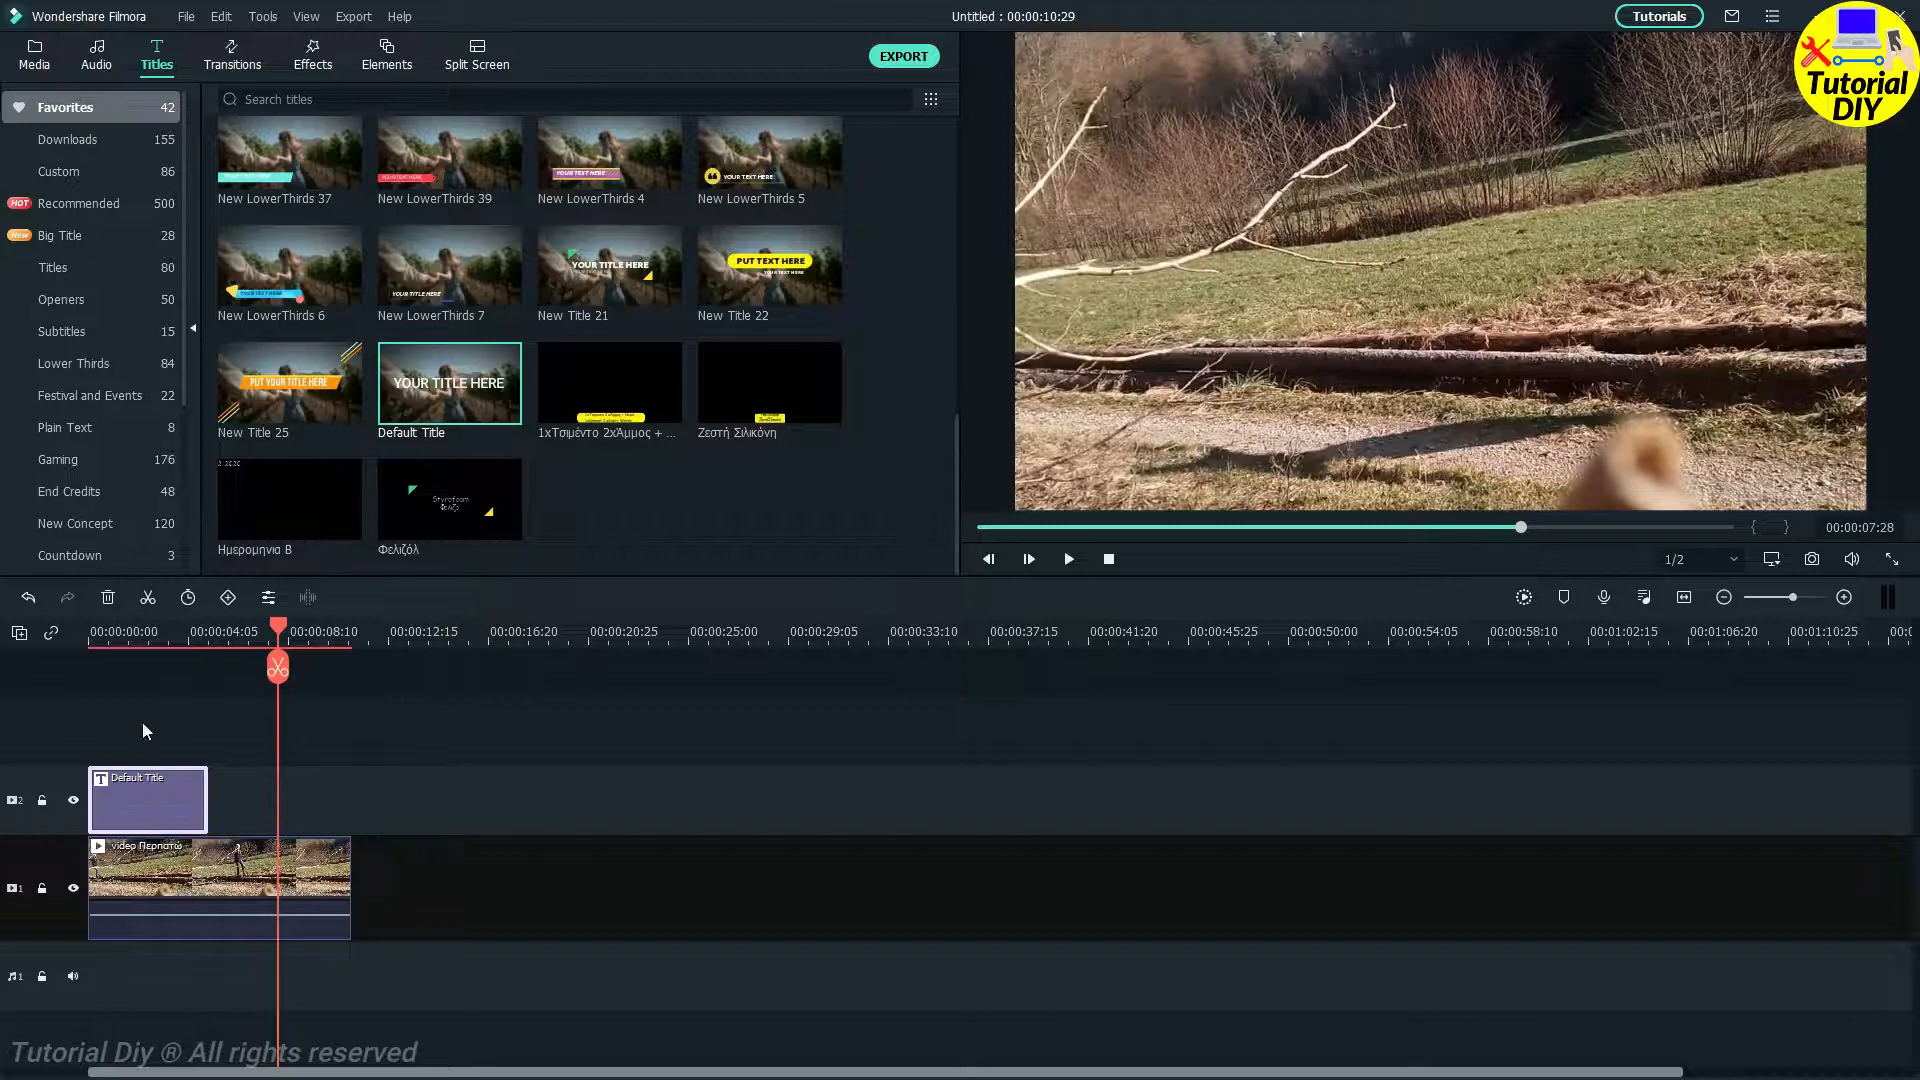 Wondershare Filmora File Edit Tools View Export Help Untitled : 00:00:10:29 Tutorials
Media Audio Titles Transitions Effects Elements Split Screen EXPORT
Tutorial
DIY
Favorites 42
Downloads 155
Custom 86
HOT Recommended 500
New Big Title 28
Titles 80
Openers 50
Subtitles 15
Lower Thirds 84
Festival and Events 22
Plain Text 8
Gaming 176
End Credits 48
New Concept 120
Countdown 3
Search titles
YOUR TEXT HERE YOUR TEXT HERE
New LowerThirds 37 New LowerThirds 39 New LowerThirds 4 New LowerThirds 5
YOUR TITLE HERE YOUR TITLE HERE PUT TEXT HERE
New LowerThirds 6 New LowerThirds 7 New Title 21 New Title 22
PUT YOUR TITLE HERE YOUR TITLE HERE
New Title 25 Default Title 1xΤσιμέντο 2xΆμμος + ... Ζεστή Σιλικόνη
Styrofoam
Φελιζόλ
Ημερομηνια Β Φελιζόλ
00:00:07:28
1/2
00:00:00:00 00:00:04:05 00:00:08:10 00:00:12:15 00:00:16:20 00:00:20:25 00:00:25:00 00:00:29:05 00:00:33:10 00:00:37:15 00:00:41:20 00:00:45:25 00:00:50:00 00:00:54:05 00:00:58:10 00:01:02:15 00:01:06:20 00:01:10:25
Default Title
2
video Περπατώ
1
1
Tutorial Diy ® All rights reserved